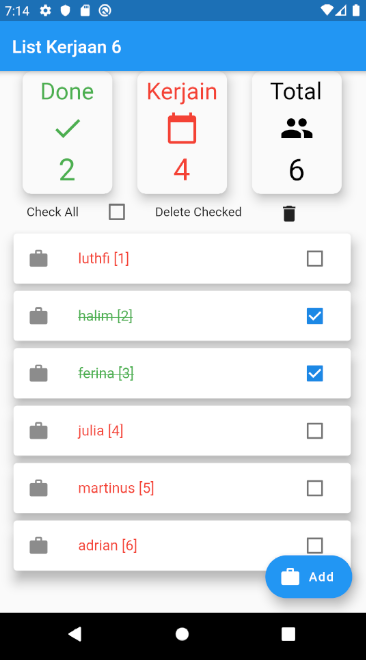 7:14
List Kerjaan 6
Done
Kerjain
Total
2
4
6
Check All
Delete Checked
luthfi [1]
halim [2]
ferina [3]
julia [4]
martinus [5]
adrian [6]
Add